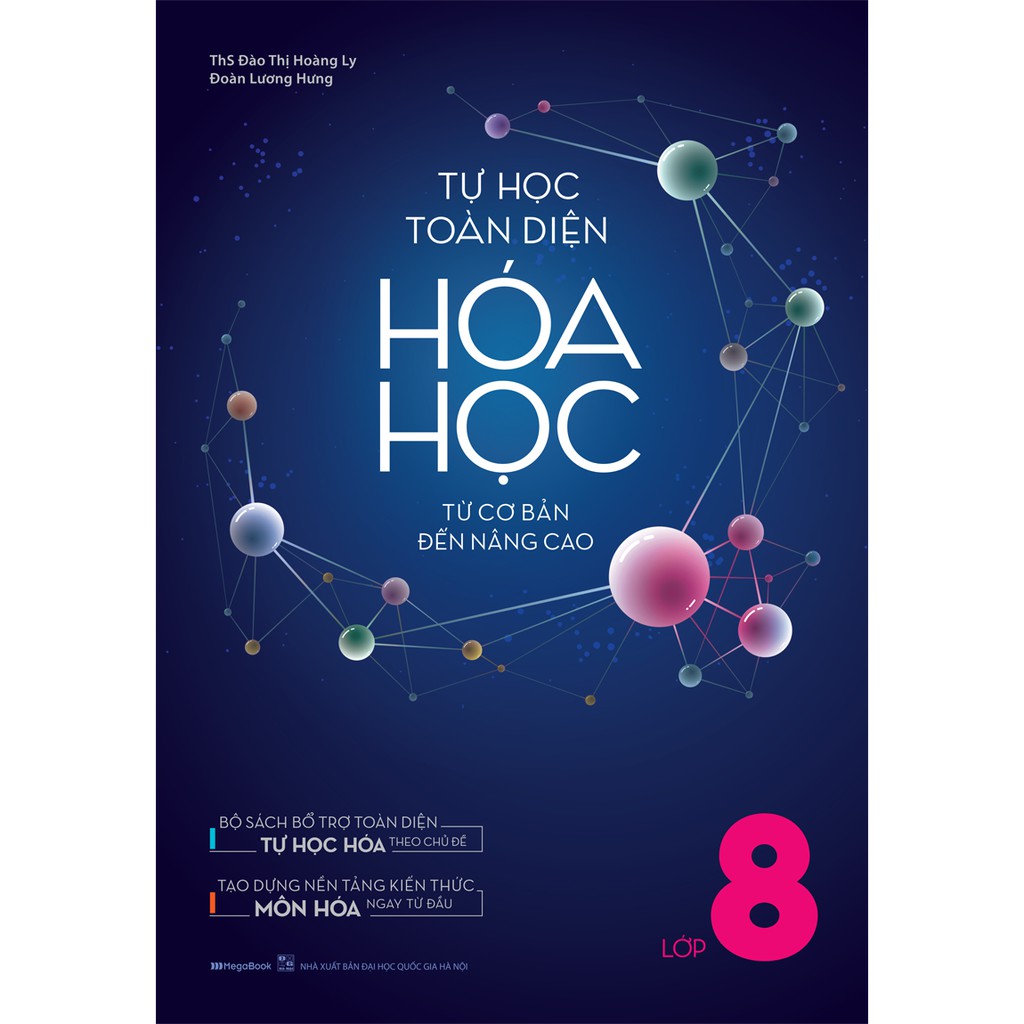 ThS Đào Thị Hoàng Ly
Đoàn Lương Hưng
TỰ HỌC
TOÀN DIỆN
HÓA
HỌC
TỪ CƠ BẢN
ĐẾN NÂNG CAO
BỘ SÁCH BỔ TRỢ TOÀN DIỆN
TỰ HỌC HÓA THEO CHỦ ĐỀ
TẠO DỰNG NỀN TẢNG KIẾN THỨC
MÔN HÓA NGAY TỪ ĐẦU
LỚP 8
MegaBook NHÀ XUẤT BẢN ĐẠI HỌC QUỐC GIA HÀ NỘI